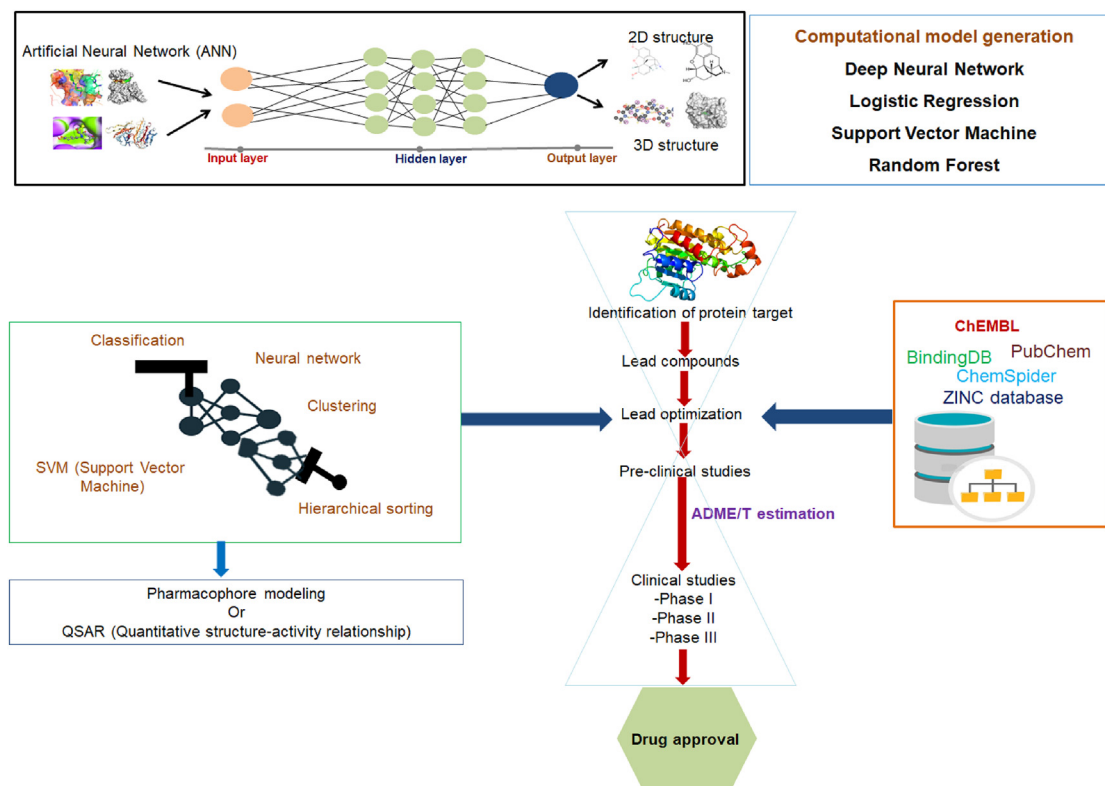 Artificial Neural Network (ANN)
Input layer
Hidden layer
Output layer
2D structure
3D structure
Computational model generation
Deep Neural Network
Logistic Regression
Support Vector Machine
Random Forest
Classification
Neural network
Clustering
SVM (Support Vector
Machine)
Hierarchical sorting
Pharmacophore modeling
Or
QSAR (Quantitative structure-activity relationship)
Identification of protein target
Lead compounds
Lead optimization
Pre-clinical studies
ADME/T estimation
Clinical studies
-Phase I
-Phase II
-Phase III
Drug approval
ChEMBL
BindingDB
PubChem
ChemSpider
ZINC database